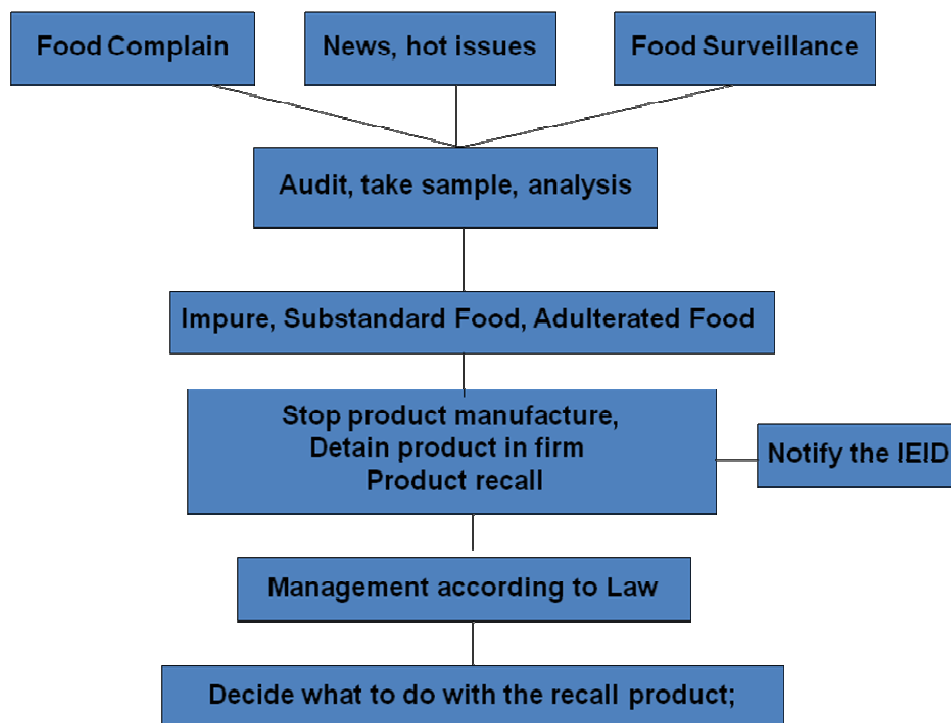 Food Complain
News, hot issues
Food Surveillance
Audit, take sample, analysis
Impure, Substandard Food, Adulterated Food
Stop product manufacture,
Detain product in firm
Product recall
Notify the IEID
Management according to Law
Decide what to do with the recall product;